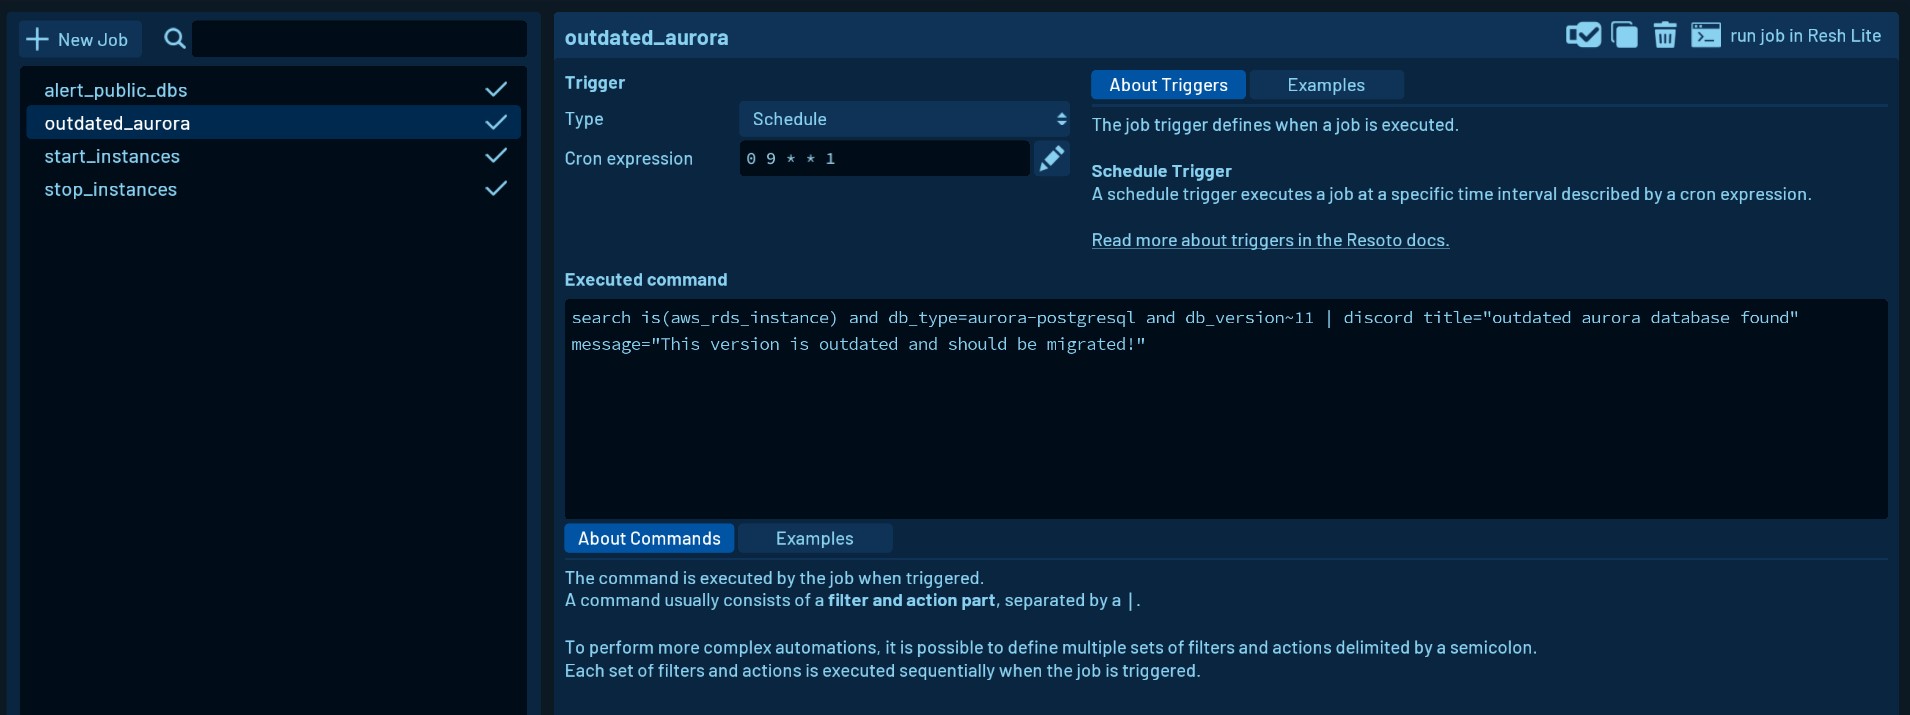 New Job
alert_public_dbs
outdated_aurora
start_instances
stop_instances
outdated_aurora
run job in Resh Lite
Trigger
Type
Schedule
Cron expression
0 9 * * 1
About Triggers
Examples
The job trigger defines when a job is executed.
Schedule Trigger
A schedule trigger executes a job at a specific time interval described by a cron expression.
Read more about triggers in the Resoto docs.
Executed command
search is(aws_rds_instance) and db_type=aurora-postgresql and db_version~11 | discord title="outdated aurora database found"
message="This version is outdated and should be migrated!"
About Commands
Examples
The command is executed by the job when triggered.
A command usually consists of a filter and action part, separated by a |.
To perform more complex automations, it is possible to define multiple sets of filters and actions delimited by a semicolon.
Each set of filters and actions is executed sequentially when the job is triggered.